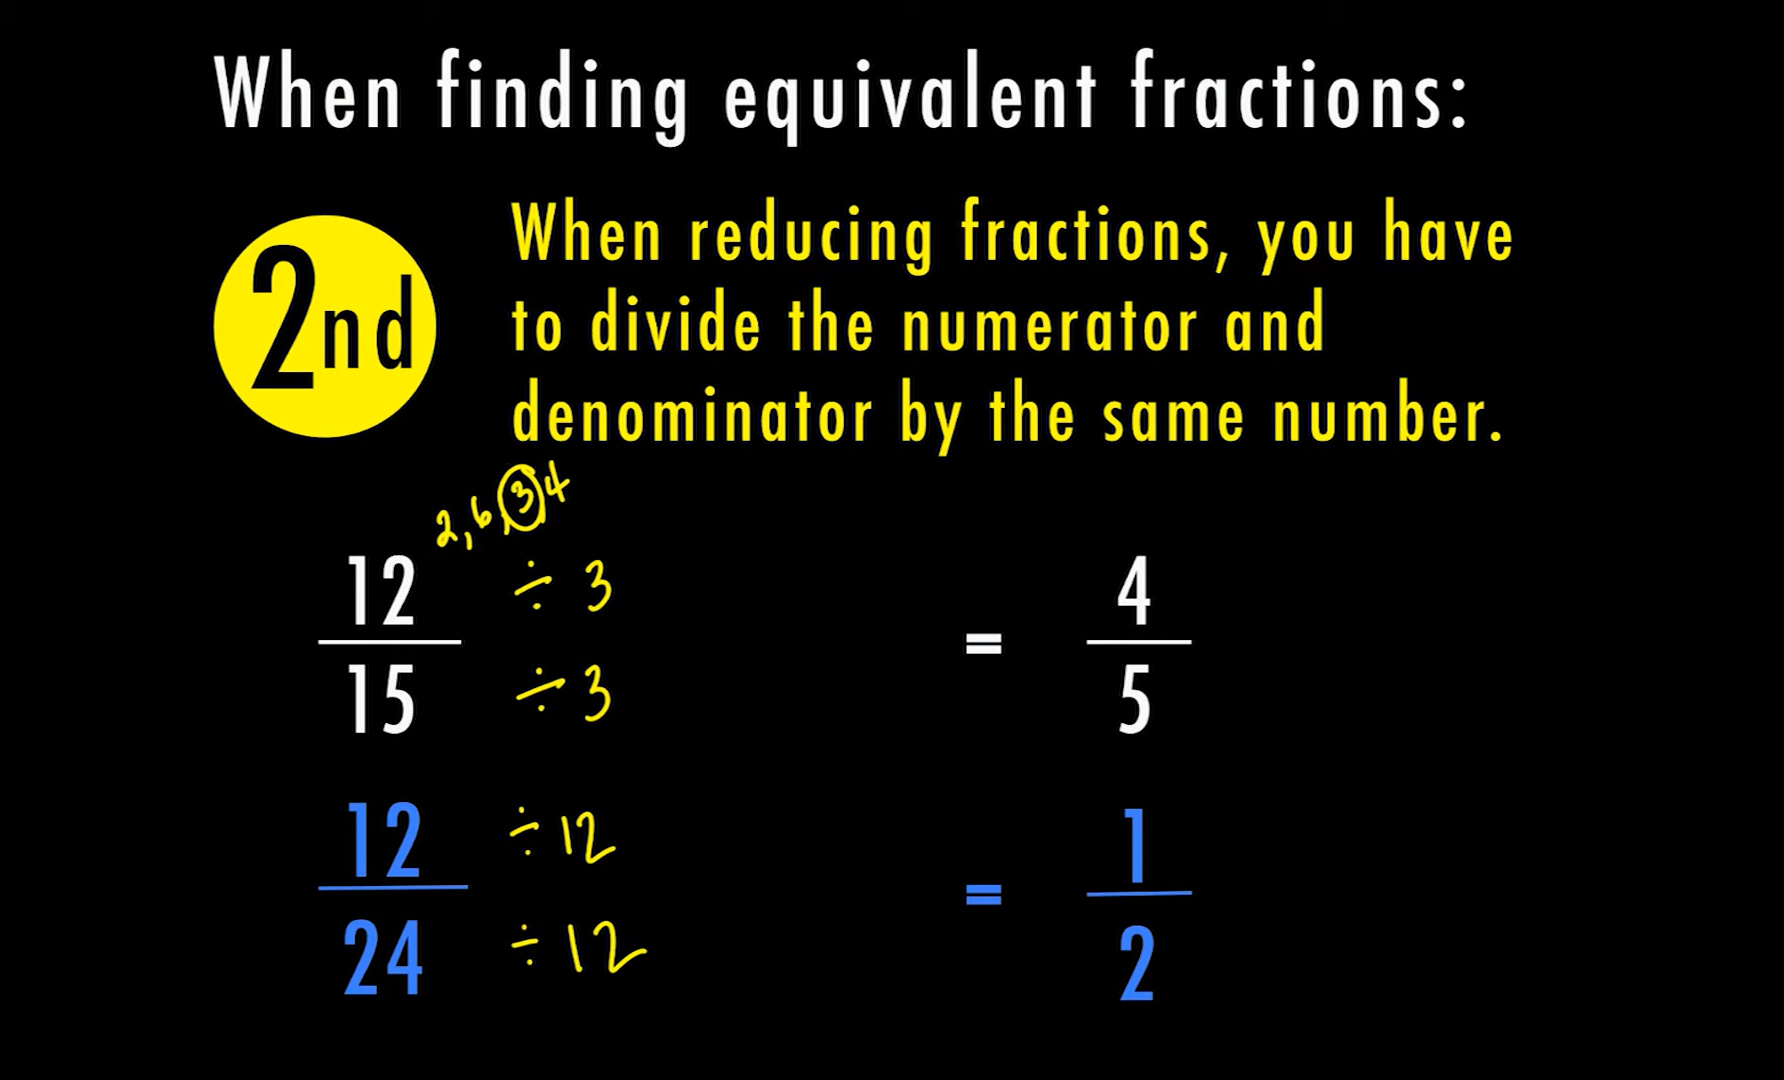 When finding equivalent fractions:
2nd
When reducing fractions, you have
to divide the numerator and
denominator by the same number.
2, 6, 3, 4
12 ÷ 3 = 4
15 ÷ 3 5
12 ÷ 12 = 1
24 ÷ 12 2